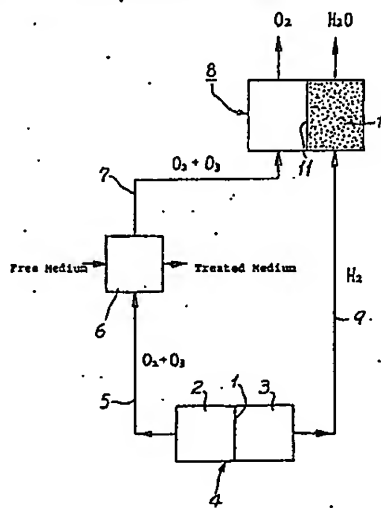 O₂ H₂O
8
1
11
O₂ + O₃
7
Free Medium
Treated Medium
6
H₂
9
O₂+O₃
5
2 1 3
4